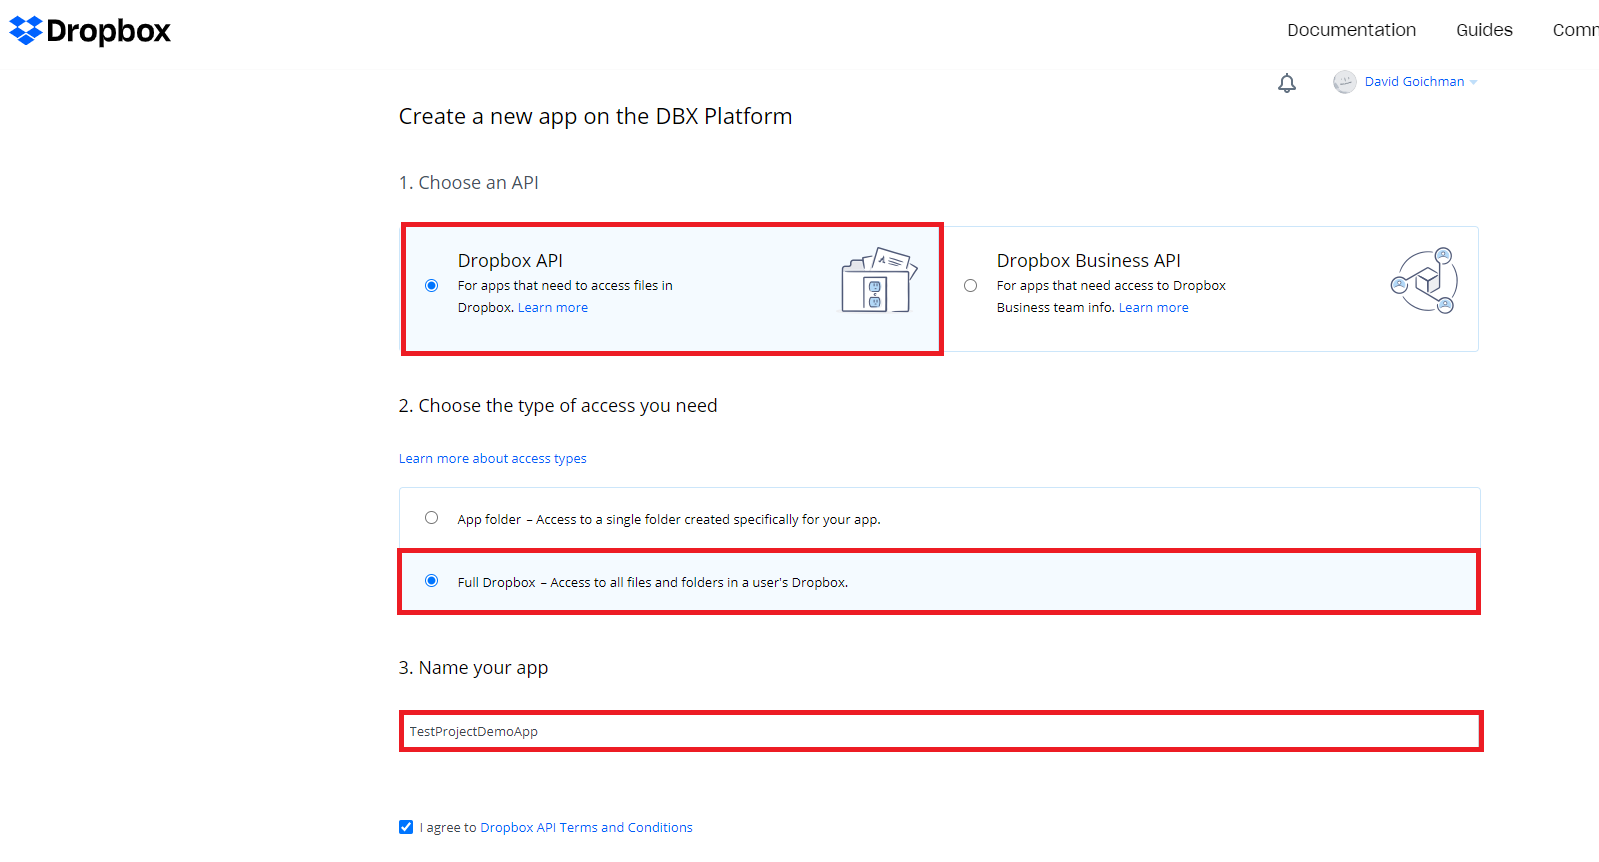 Dropbox
Documentation Guides
David Goichman
Create a new app on the DBX Platform
1. Choose an API
Dropbox API
For apps that need to access files in
Dropbox. Learn more
Dropbox Business API
For apps that need access to Dropbox
Business team info. Learn more
2. Choose the type of access you need
Learn more about access types
App folder – Access to a single folder created specifically for your app.
Full Dropbox – Access to all files and folders in a user's Dropbox.
3. Name your app
TestProjectDemoApp
I agree to Dropbox API Terms and Conditions